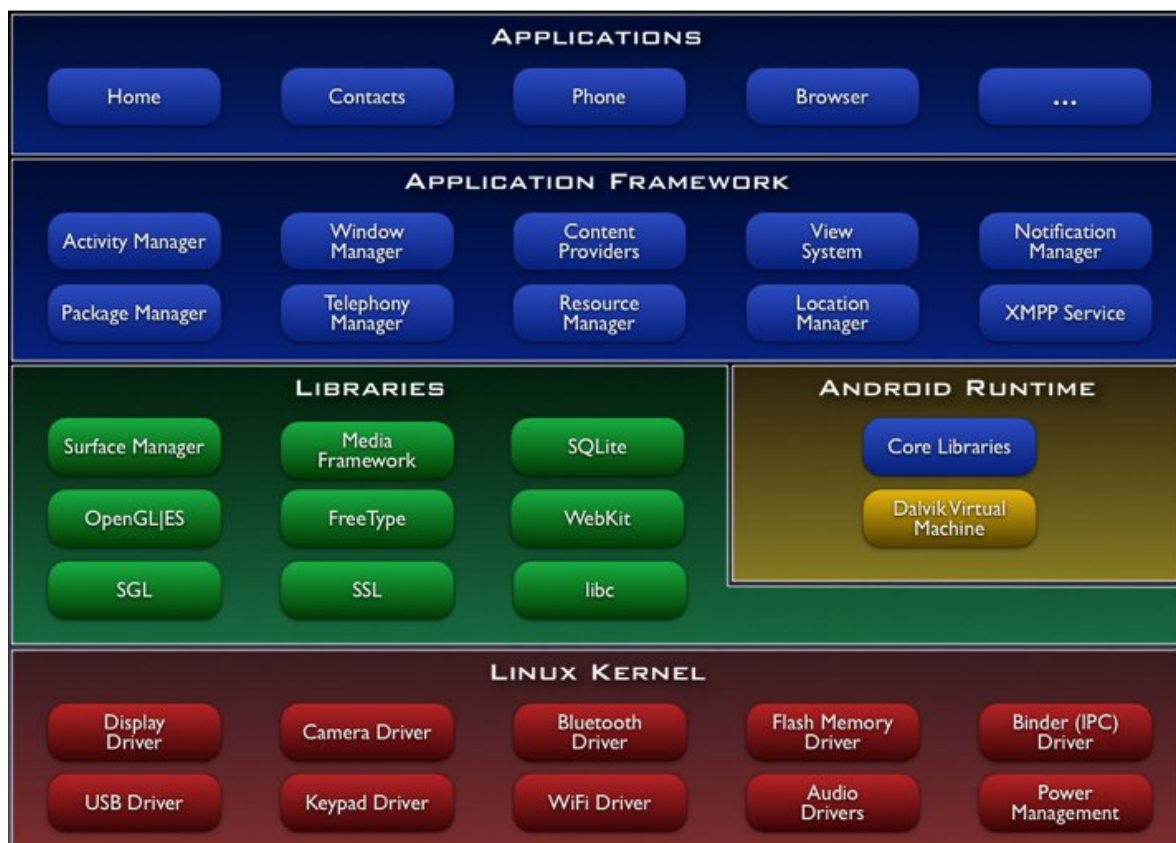 APPLICATIONS
Home
Contacts
Phone
Browser
...
APPLICATION FRAMEWORK
Activity Manager
Window
Manager
Content
Providers
View
System
Notification
Manager
Package Manager
Telephony
Manager
Resource
Manager
Location
Manager
XMPP Service
LIBRARIES
Surface Manager
Media
Framework
SQLite
OpenGL|ES
FreeType
WebKit
SGL
SSL
libc
ANDROID RUNTIME
Core Libraries
Dalvik Virtual
Machine
LINUX KERNEL
Display
Driver
Camera Driver
Bluetooth
Driver
Flash Memory
Driver
Binder (IPC)
Driver
USB Driver
Keypad Driver
WiFi Driver
Audio
Drivers
Power
Management